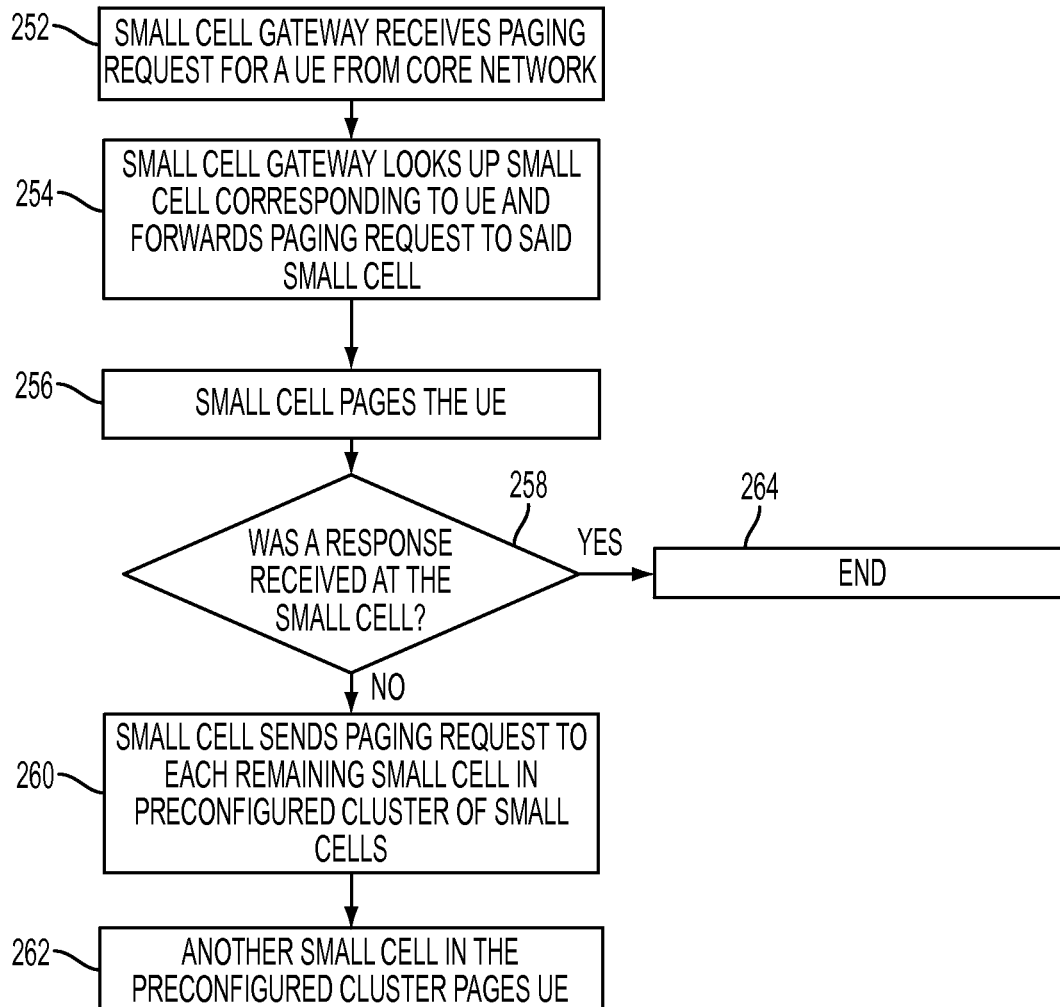 252
SMALL CELL GATEWAY RECEIVES PAGING
REQUEST FOR A UE FROM CORE NETWORK
254
SMALL CELL GATEWAY LOOKS UP SMALL
CELL CORRESPONDING TO UE AND
FORWARDS PAGING REQUEST TO SAID
SMALL CELL
256
SMALL CELL PAGES THE UE
258
WAS A RESPONSE
RECEIVED AT THE
SMALL CELL?
YES
264
END
NO
260
SMALL CELL SENDS PAGING REQUEST TO
EACH REMAINING SMALL CELL IN
PRECONFIGURED CLUSTER OF SMALL
CELLS
262
ANOTHER SMALL CELL IN THE
PRECONFIGURED CLUSTER PAGES UE